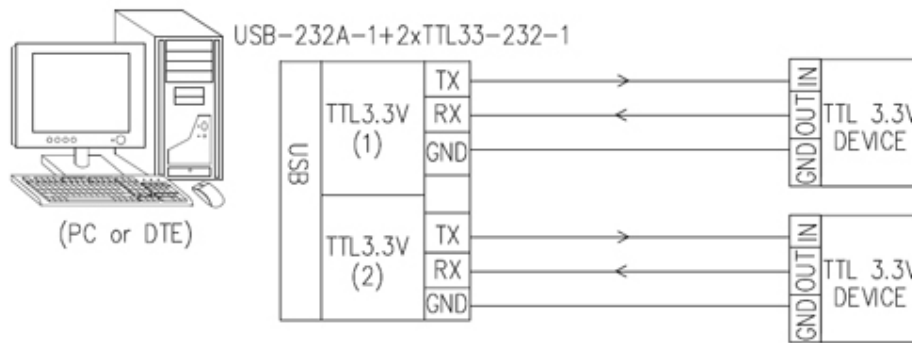 USB-232A-1+2xTTL33-232-1
(PC or DTE)
USB
TTL3.3V
(1)
TX
RX
GND
IN
OUT
GND
TTL 3.3V
DEVICE
TTL3.3V
(2)
TX
RX
GND
IN
OUT
GND
TTL 3.3V
DEVICE